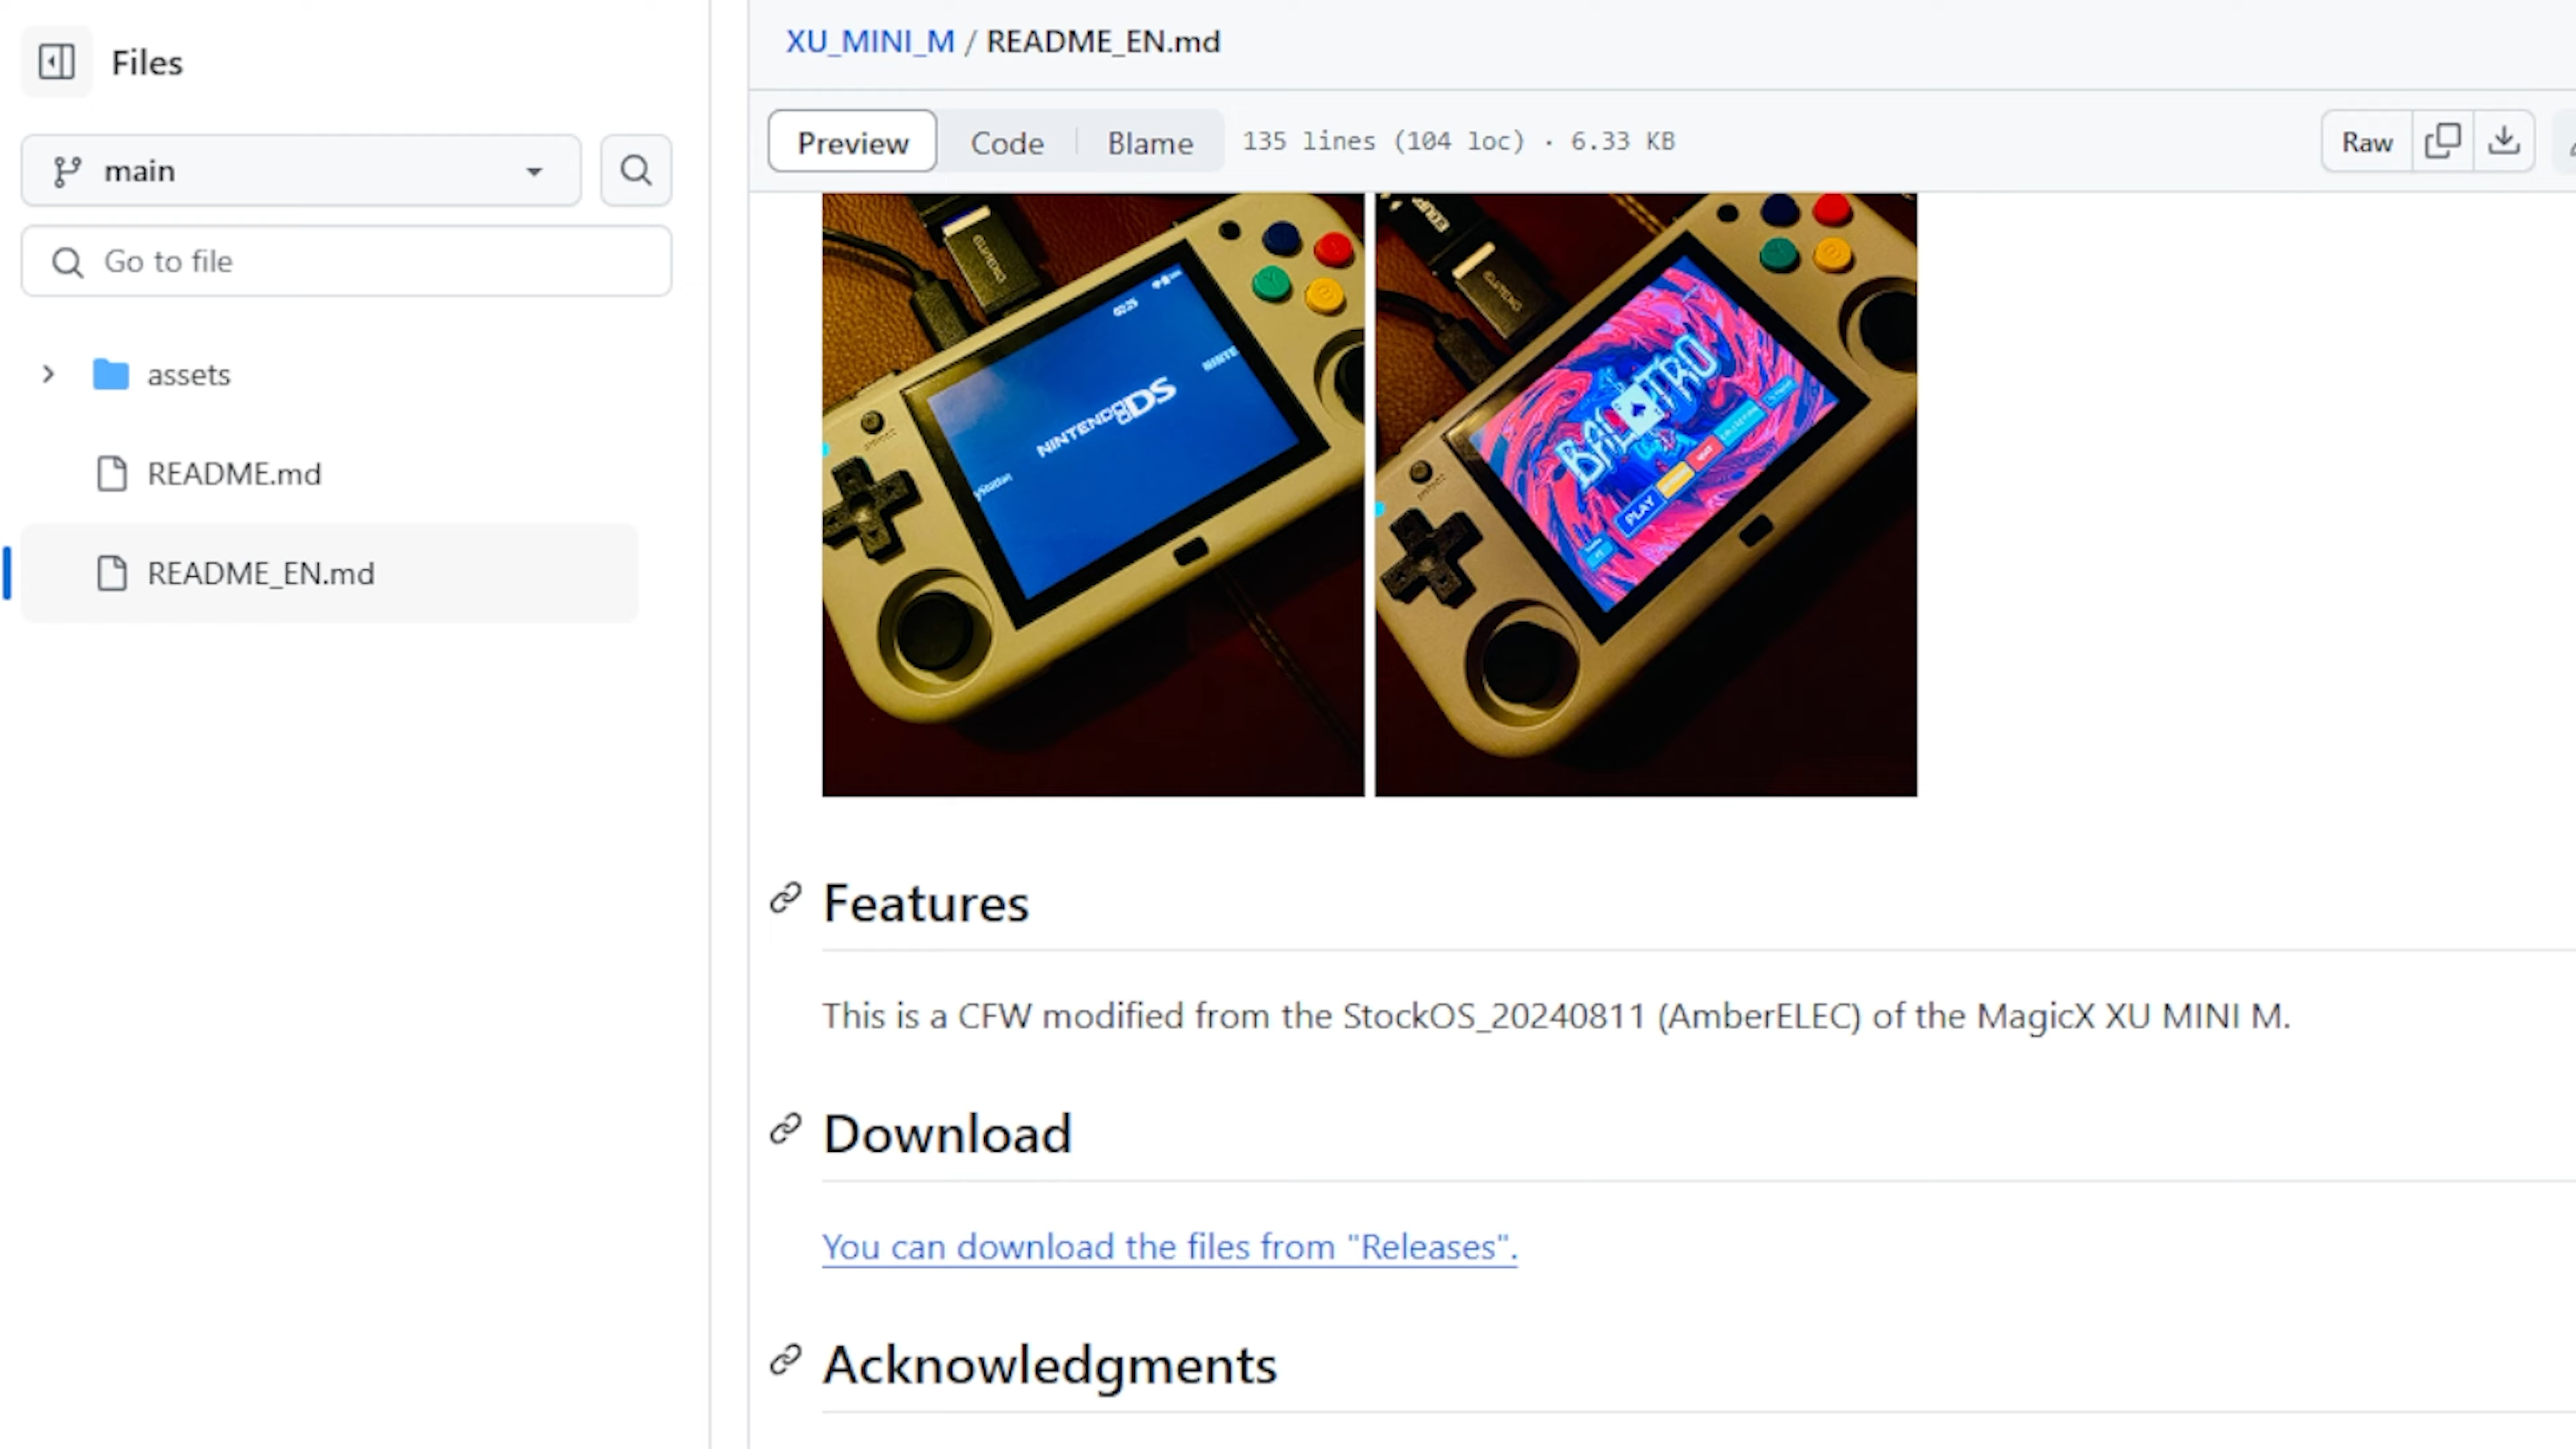 Files
main
Go to file
assets
README.md
README_EN.md
XU_MINI_M / README_EN.md
Preview Code Blame 135 lines (104 loc) · 6.33 KB Raw
NINTENDO DS
BALATRO
PLAY
Features
This is a CFW modified from the StockOS_20240811 (AmberELEC) of the MagicX XU MINI M.
Download
You can download the files from "Releases".
Acknowledgments